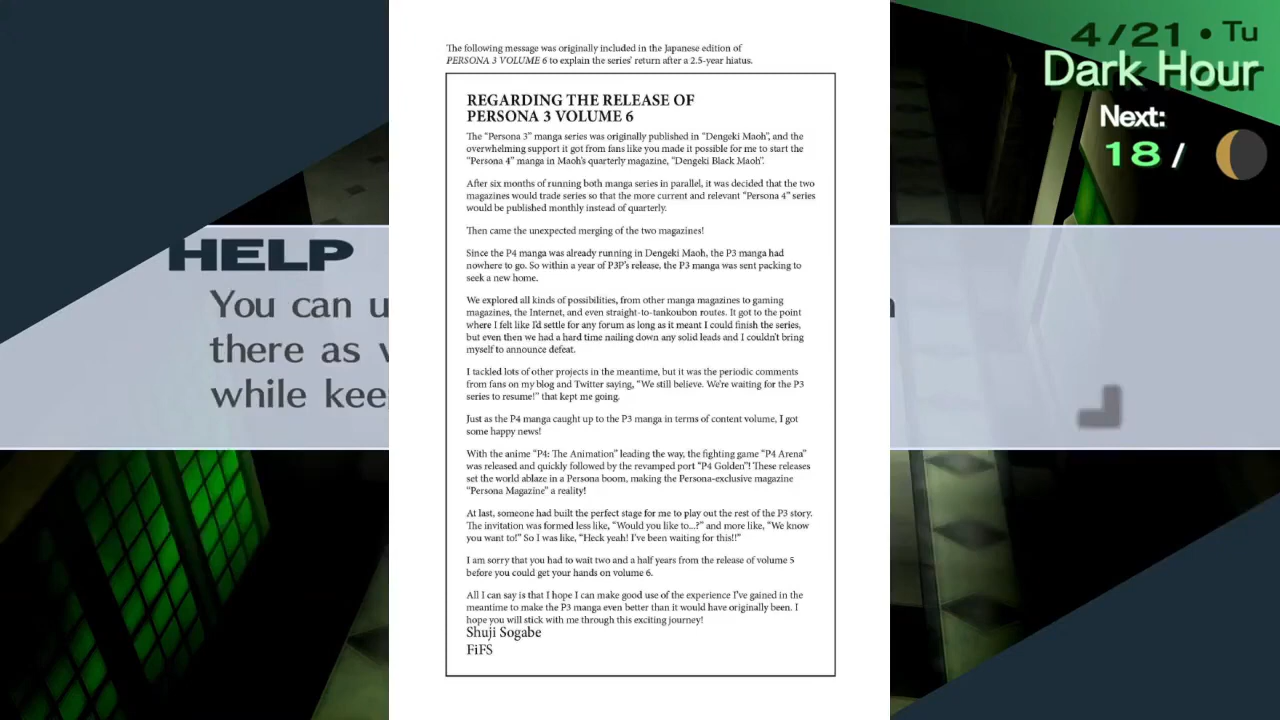 4/21 • Tu
Dark Hour
Next:
18 /
HELP
You can u
there as
while kee
The following message was originally included in the Japanese edition of
PERSONA 3 VOLUME 6 to explain the series' return after a 2.5-year hiatus.
REGARDING THE RELEASE OF
PERSONA 3 VOLUME 6
The “Persona 3” manga series was originally published in “Dengeki Maoh”, and the
overwhelming support it got from fans like you made it possible for me to start the
“Persona 4” manga in Maoh's quarterly magazine, “Dengeki Black Maoh”.
After six months of running both manga series in parallel, it was decided that the two
magazines would trade series so that the more current and relevant “Persona 4” series
would be published monthly instead of quarterly.
Then came the unexpected merging of the two magazines!
Since the P4 manga was already running in Dengeki Maoh, the P3 manga had
nowhere to go. So within a year of P3P's release, the P3 manga was sent packing to
seek a new home.
We explored all kinds of possibilities, from other manga magazines to gaming
magazines, the Internet, and even straight-to-tankoubon routes. It got to the point
where I felt like I'd settle for any forum as long as it meant I could finish the series,
but even then we had a hard time nailing down any solid leads and I couldn't bring
myself to announce defeat.
I tackled lots of other projects in the meantime, but it was the periodic comments
from fans on my blog and Twitter saying, “We still believe. We're waiting for the P3
series to resume!” that kept me going.
Just as the P4 manga caught up to the P3 manga in terms of content volume, I got
some happy news!
With the anime “P4: The Animation” leading the way, the fighting game “P4 Arena”
was released and quickly followed by the revamped port “P4 Golden”! These releases
set the world ablaze in a Persona boom, making the Persona-exclusive magazine
“Persona Magazine” a reality!
At last, someone had built the perfect stage for me to play out the rest of the P3 story.
The invitation was formed less like, “Would you like to...?” and more like, “We know
you want to!” So I was like, “Heck yeah! I've been waiting for this!!”
I am sorry that you had to wait two and a half years from the release of volume 5
before you could get your hands on volume 6.
All I can say is that I hope I can make good use of the experience I've gained in the
meantime to make the P3 manga even better than it would have originally been. I
hope you will stick with me through this exciting journey!
Shuji Sogabe
FiFS